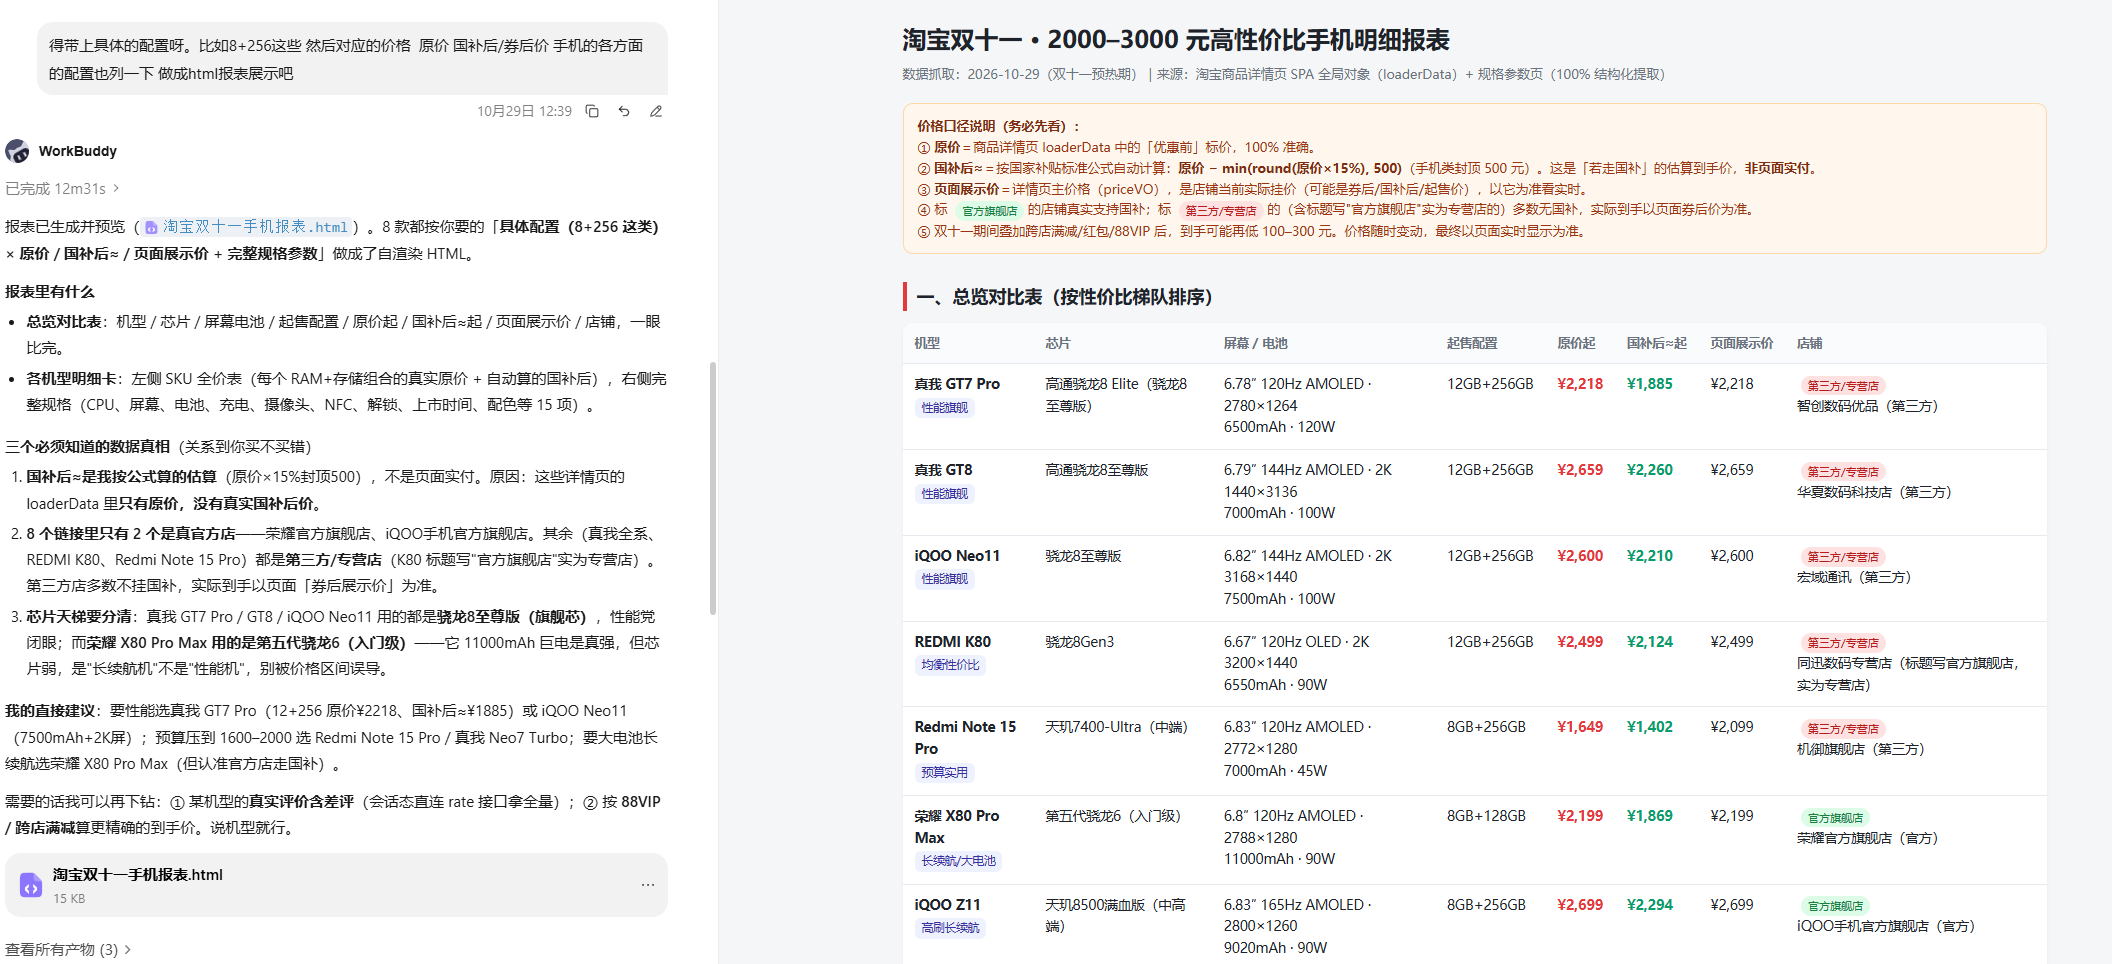 得带上具体的配置呀。比如8+256这些 然后对应的价格  原价 国补后/券后价 手机的各方面
的配置也列一下 做成html报表展示吧
10月29日 12:39
WorkBuddy
已完成 12m31s >
报表已生成并预览（ 淘宝双十一手机报表.html ）。8 款都按你要的「具体配置（8+256 这类）
× 原价 / 国补后≈ / 页面展示价 + 完整规格参数」做成了自渲染 HTML。
报表里有什么
• 总览对比表：机型 / 芯片 / 屏幕电池 / 起售配置 / 原价起 / 国补后≈起 / 页面展示价 / 店铺，一眼
比完。
• 各机型明细卡：左侧 SKU 全价表（每个 RAM+存储组合的真实原价 + 自动算的国补后），右侧完
整规格（CPU、屏幕、电池、充电、摄像头、NFC、解锁、上市时间、配色等 15 项）。
三个必须知道的数据真相（关系到你买不买错）
1. 国补后≈是我按公式算的估算（原价×15%封顶500），不是页面实付。原因：这些详情页的
loaderData 里只有原价，没有真实国补后价。
2. 8 个链接里只有 2 个是真官方店——荣耀官方旗舰店、iQOO手机官方旗舰店。其余（真我全系、
REDMI K80、Redmi Note 15 Pro）都是第三方/专营店（K80 标题写"官方旗舰店"实为专营店）。
第三方店多数不挂国补，实际到手以页面「券后展示价」为准。
3. 芯片天梯要分清：真我 GT7 Pro / GT8 / iQOO Neo11 用的都是骁龙8至尊版（旗舰芯），性能党
闭眼；而荣耀 X80 Pro Max 用的是第五代骁龙6（入门级）——它 11000mAh 巨电是真强，但芯
片弱，是"长续航机"不是"性能机"，别被价格区间误导。
我的直接建议：要性能选真我 GT7 Pro（12+256 原价¥2218、国补后≈¥1885）或 iQOO Neo11
（7500mAh+2K屏）；预算压到 1600–2000 选 Redmi Note 15 Pro / 真我 Neo7 Turbo；要大电池长
续航选荣耀 X80 Pro Max（但认准官方店走国补）。
需要的话我可以再下钻：① 某机型的真实评价含差评（会话态直连 rate 接口拿全量）；② 按 88VIP
/ 跨店满减算更精确的到手价。说机型就行。
淘宝双十一手机报表.html
15 KB
···
查看所有产物 (3) >
淘宝双十一 · 2000–3000 元高性价比手机明细报表
数据抓取：2026-10-29（双十一预热期） | 来源：淘宝商品详情页 SPA 全局对象（loaderData）+ 规格参数页（100% 结构化提取）
价格口径说明（务必先看）：
① 原价 = 商品详情页 loaderData 中的「优惠前」标价，100% 准确。
② 国补后≈ = 按国家补贴标准公式自动计算：原价 − min(round(原价×15%), 500)（手机类封顶 500 元）。这是「若走国补」的估算到手价，非页面实付。
③ 页面展示价 = 详情页主价格（priceVO），是店铺当前实际挂价（可能是券后/国补后/起售价），以它为准看实时。
④ 标 官方旗舰店 的店铺真实支持国补；标 第三方/专营店 的（含标题写"官方旗舰店"实为专营店的）多数无国补，实际到手以页面券后价为准。
⑤ 双十一期间叠加跨店满减/红包/88VIP 后，到手可能再低 100–300 元。价格随时变动，最终以页面实时显示为准。
一、总览对比表（按性价比梯队排序）
机型 芯片 屏幕 / 电池 起售配置 原价起 国补后≈起 页面展示价 店铺
真我 GT7 Pro 高通骁龙8 Elite（骁龙8 6.78" 120Hz AMOLED · 12GB+256GB ¥2,218 ¥1,885 ¥2,218 第三方/专营店
性能旗舰 至尊版） 2780×1264 智创数码优品（第三方）
6500mAh · 120W
真我 GT8 高通骁龙8至尊版 6.79" 144Hz AMOLED · 2K 12GB+256GB ¥2,659 ¥2,260 ¥2,659 第三方/专营店
性能旗舰 1440×3136 华夏数码科技店（第三方）
7000mAh · 100W
iQOO Neo11 骁龙8至尊版 6.82" 144Hz AMOLED · 2K 12GB+256GB ¥2,600 ¥2,210 ¥2,600 第三方/专营店
性能旗舰 3168×1440 宏域通讯（第三方）
7500mAh · 100W
REDMI K80 骁龙8Gen3 6.67" 120Hz OLED · 2K 12GB+256GB ¥2,499 ¥2,124 ¥2,499 第三方/专营店
均衡性价比 3200×1440 同迅数码专营店（标题写官方旗舰店，
6550mAh · 90W 实为专营店）
Redmi Note 15 天玑7400-Ultra（中端） 6.83" 120Hz AMOLED · 8GB+256GB ¥1,649 ¥1,402 ¥2,099 第三方/专营店
Pro 2772×1280 机御旗舰店（第三方）
预算实用 7000mAh · 45W
荣耀 X80 Pro 第五代骁龙6（入门级） 6.8" 120Hz AMOLED · 8GB+128GB ¥2,199 ¥1,869 ¥2,199 官方旗舰店
Max 2788×1280 荣耀官方旗舰店（官方）
长续航/大电池 11000mAh · 90W
iQOO Z11 天玑8500满血版（中高 6.83" 165Hz AMOLED · 8GB+256GB ¥2,699 ¥2,294 ¥2,699 官方旗舰店
高刷长续航 端） 2800×1260 iQOO手机官方旗舰店（官方）
9020mAh · 90W